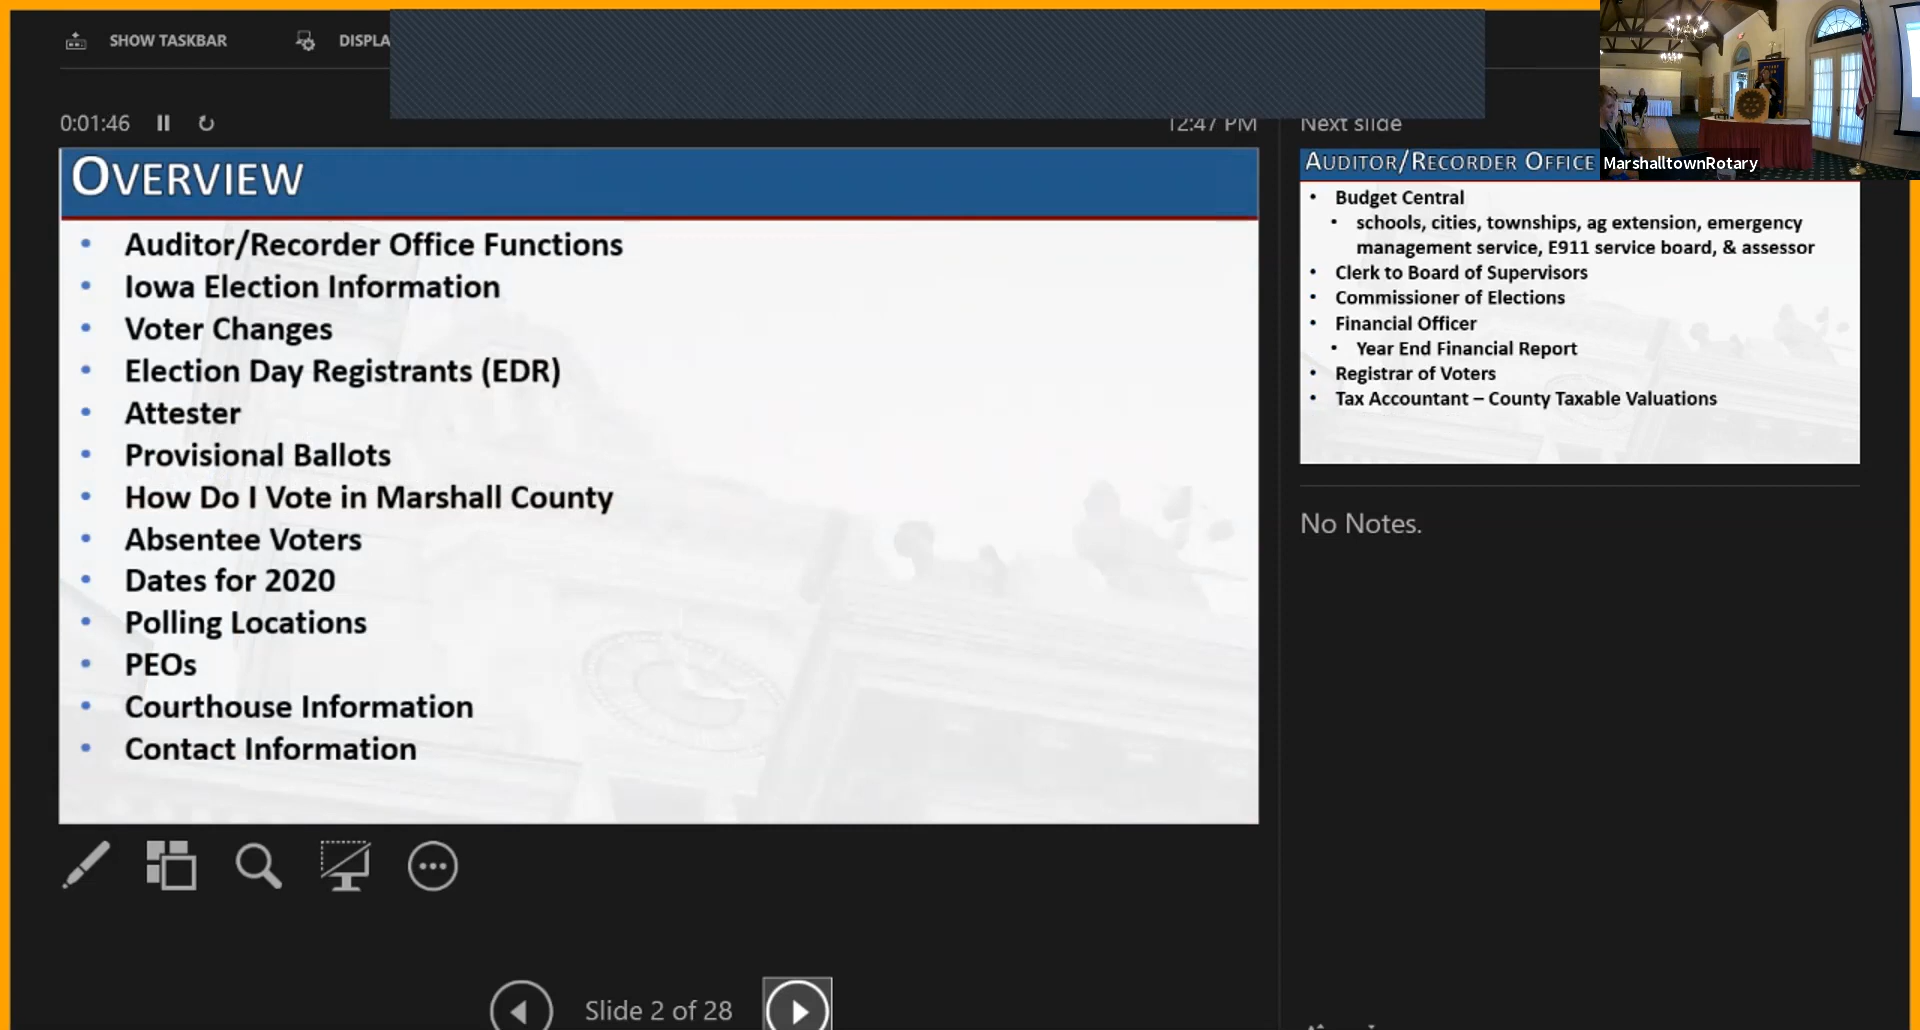 SHOW TASKBAR
DISPLA
0:01:46
12:47 PM
Next slide
OVERVIEW
• Auditor/Recorder Office Functions
• Iowa Election Information
• Voter Changes
• Election Day Registrants (EDR)
• Attester
• Provisional Ballots
• How Do I Vote in Marshall County
• Absentee Voters
• Dates for 2020
• Polling Locations
• PEOs
• Courthouse Information
• Contact Information
Slide 2 of 28
AUDITOR/RECORDER OFFICE
• Budget Central
• schools, cities, townships, ag extension, emergency
management service, E911 service board, & assessor
• Clerk to Board of Supervisors
• Commissioner of Elections
• Financial Officer
• Year End Financial Report
• Registrar of Voters
• Tax Accountant – County Taxable Valuations
No Notes.
MarshalltownRotary